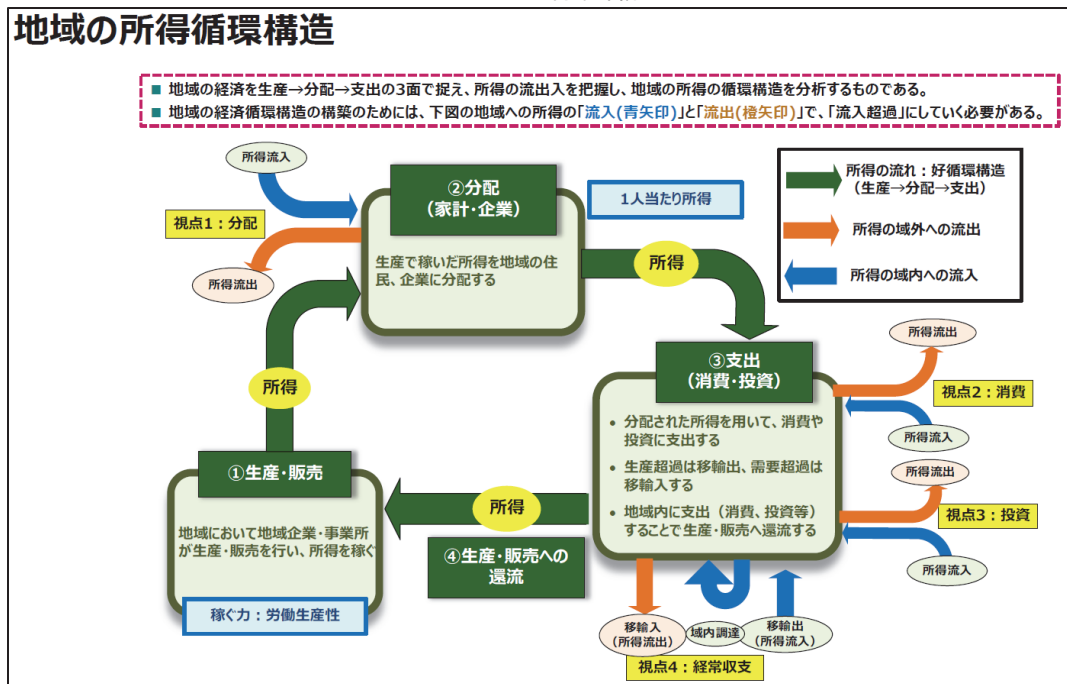 地域の所得循環構造
■ 地域の経済を生産→分配→支出の3面で捉え、所得の流出入を把握し、地域の所得の循環構造を分析するものである。
■ 地域の経済循環構造の構築のためには、下図の地域への所得の「流入(青矢印)」と「流出(橙矢印)」で、「流入超過」にしていく必要がある。
所得流入
視点1：分配
所得流出
②分配
（家計・企業）
生産で稼いだ所得を地域の住
民、企業に分配する
1人当たり所得
所得
所得の流れ：好循環構造
（生産→分配→支出）
所得の域外への流出
所得の域内への流入
③支出
（消費・投資）
• 分配された所得を用いて、消費や
投資に支出する
• 生産超過は移輸出、需要超過は
移輸入する
• 地域内に支出（消費、投資等）
することで生産・販売へ還流する
所得流出
視点2：消費
所得流入
所得流出
視点3：投資
所得流入
所得
①生産・販売
地域において地域企業・事業所
が生産・販売を行い、所得を稼ぐ
稼ぐ力：労働生産性
所得
④生産・販売への
還流
移輸入
（所得流出）
域内調達
移輸出
（所得流入）
視点4：経常収支